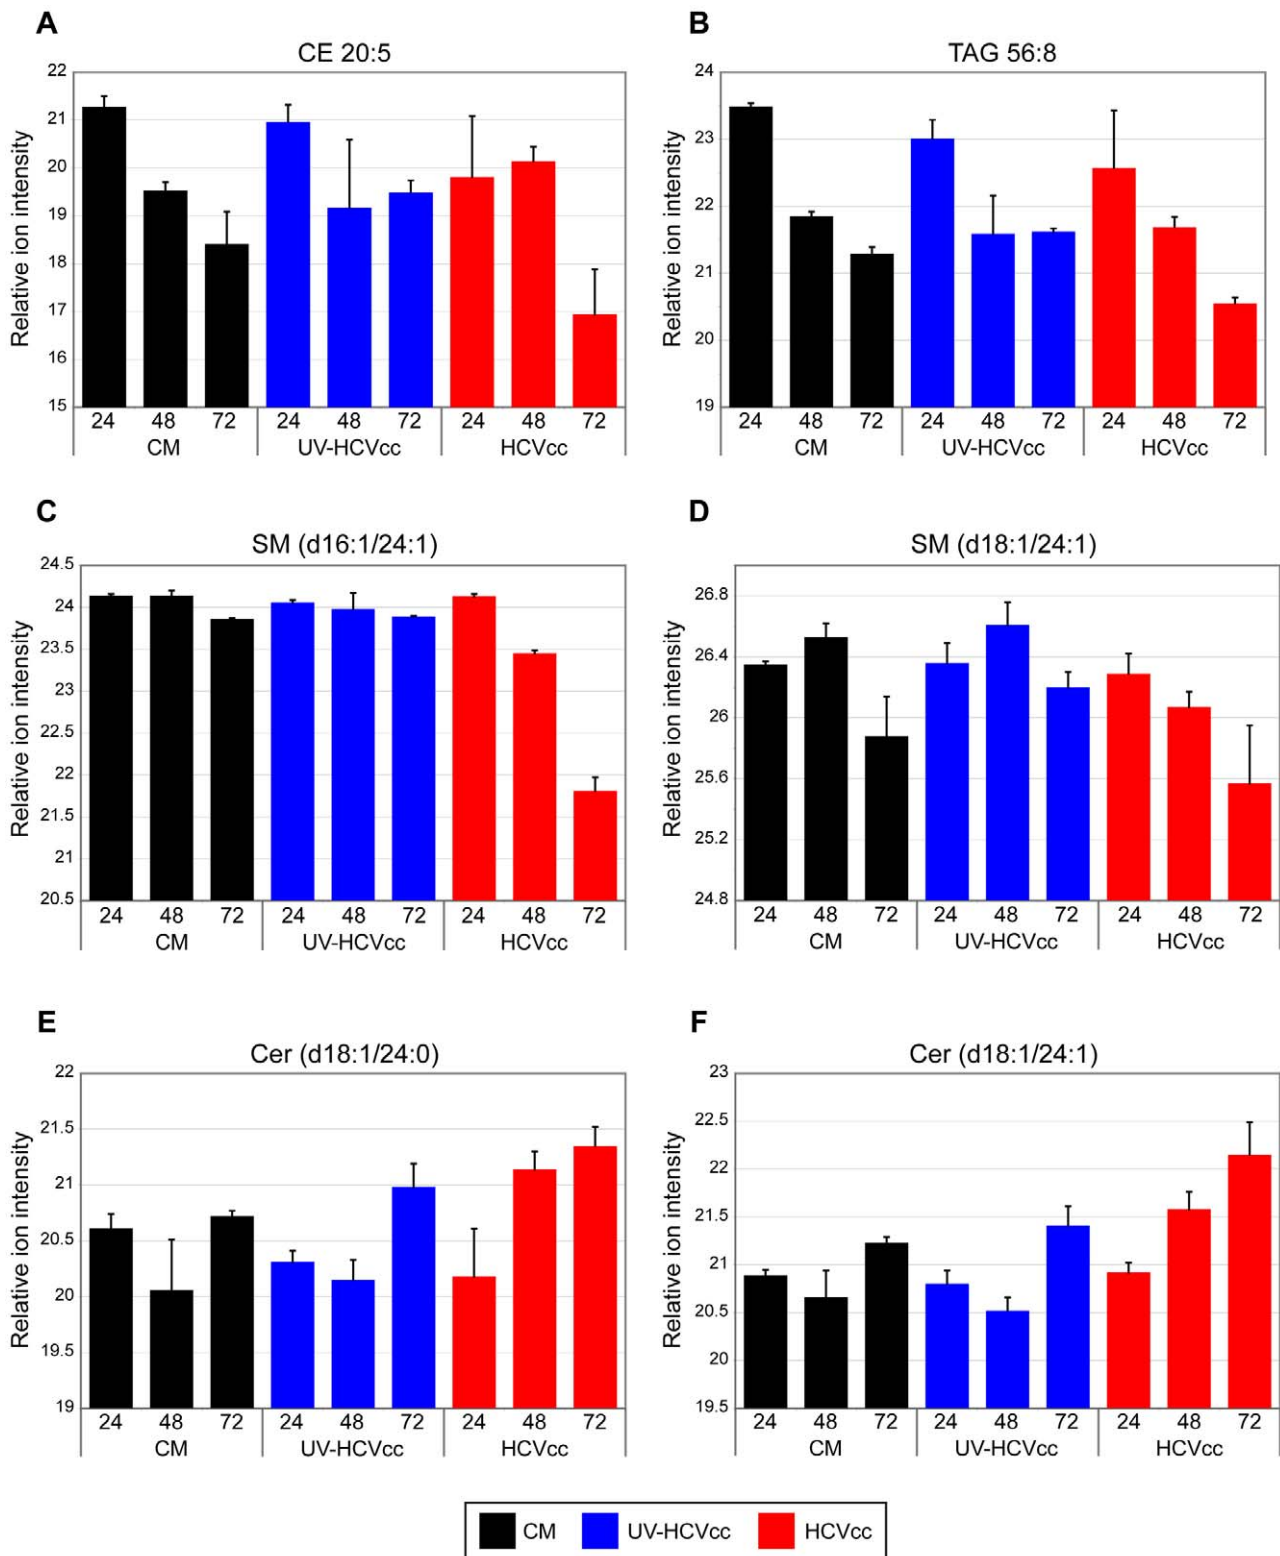 A
CE 20:5
Relative ion intensity
22
21
20
19
18
17
16
15
24 48 72 24 48 72 24 48 72
CM UV-HCVcc HCVcc
B
TAG 56:8
Relative ion intensity
24
23
22
21
20
19
24 48 72 24 48 72 24 48 72
CM UV-HCVcc HCVcc
C
SM (d16:1/24:1)
Relative ion intensity
24.5
24
23.5
23
22.5
22
21.5
21
20.5
24 48 72 24 48 72 24 48 72
CM UV-HCVcc HCVcc
D
SM (d18:1/24:1)
Relative ion intensity
26.8
26.4
26
25.6
25.2
24.8
24 48 72 24 48 72 24 48 72
CM UV-HCVcc HCVcc
E
Cer (d18:1/24:0)
Relative ion intensity
22
21.5
21
20.5
20
19.5
19
24 48 72 24 48 72 24 48 72
CM UV-HCVcc HCVcc
F
Cer (d18:1/24:1)
Relative ion intensity
23
22.5
22
21.5
21
20.5
20
19.5
24 48 72 24 48 72 24 48 72
CM UV-HCVcc HCVcc
CM UV-HCVcc HCVcc